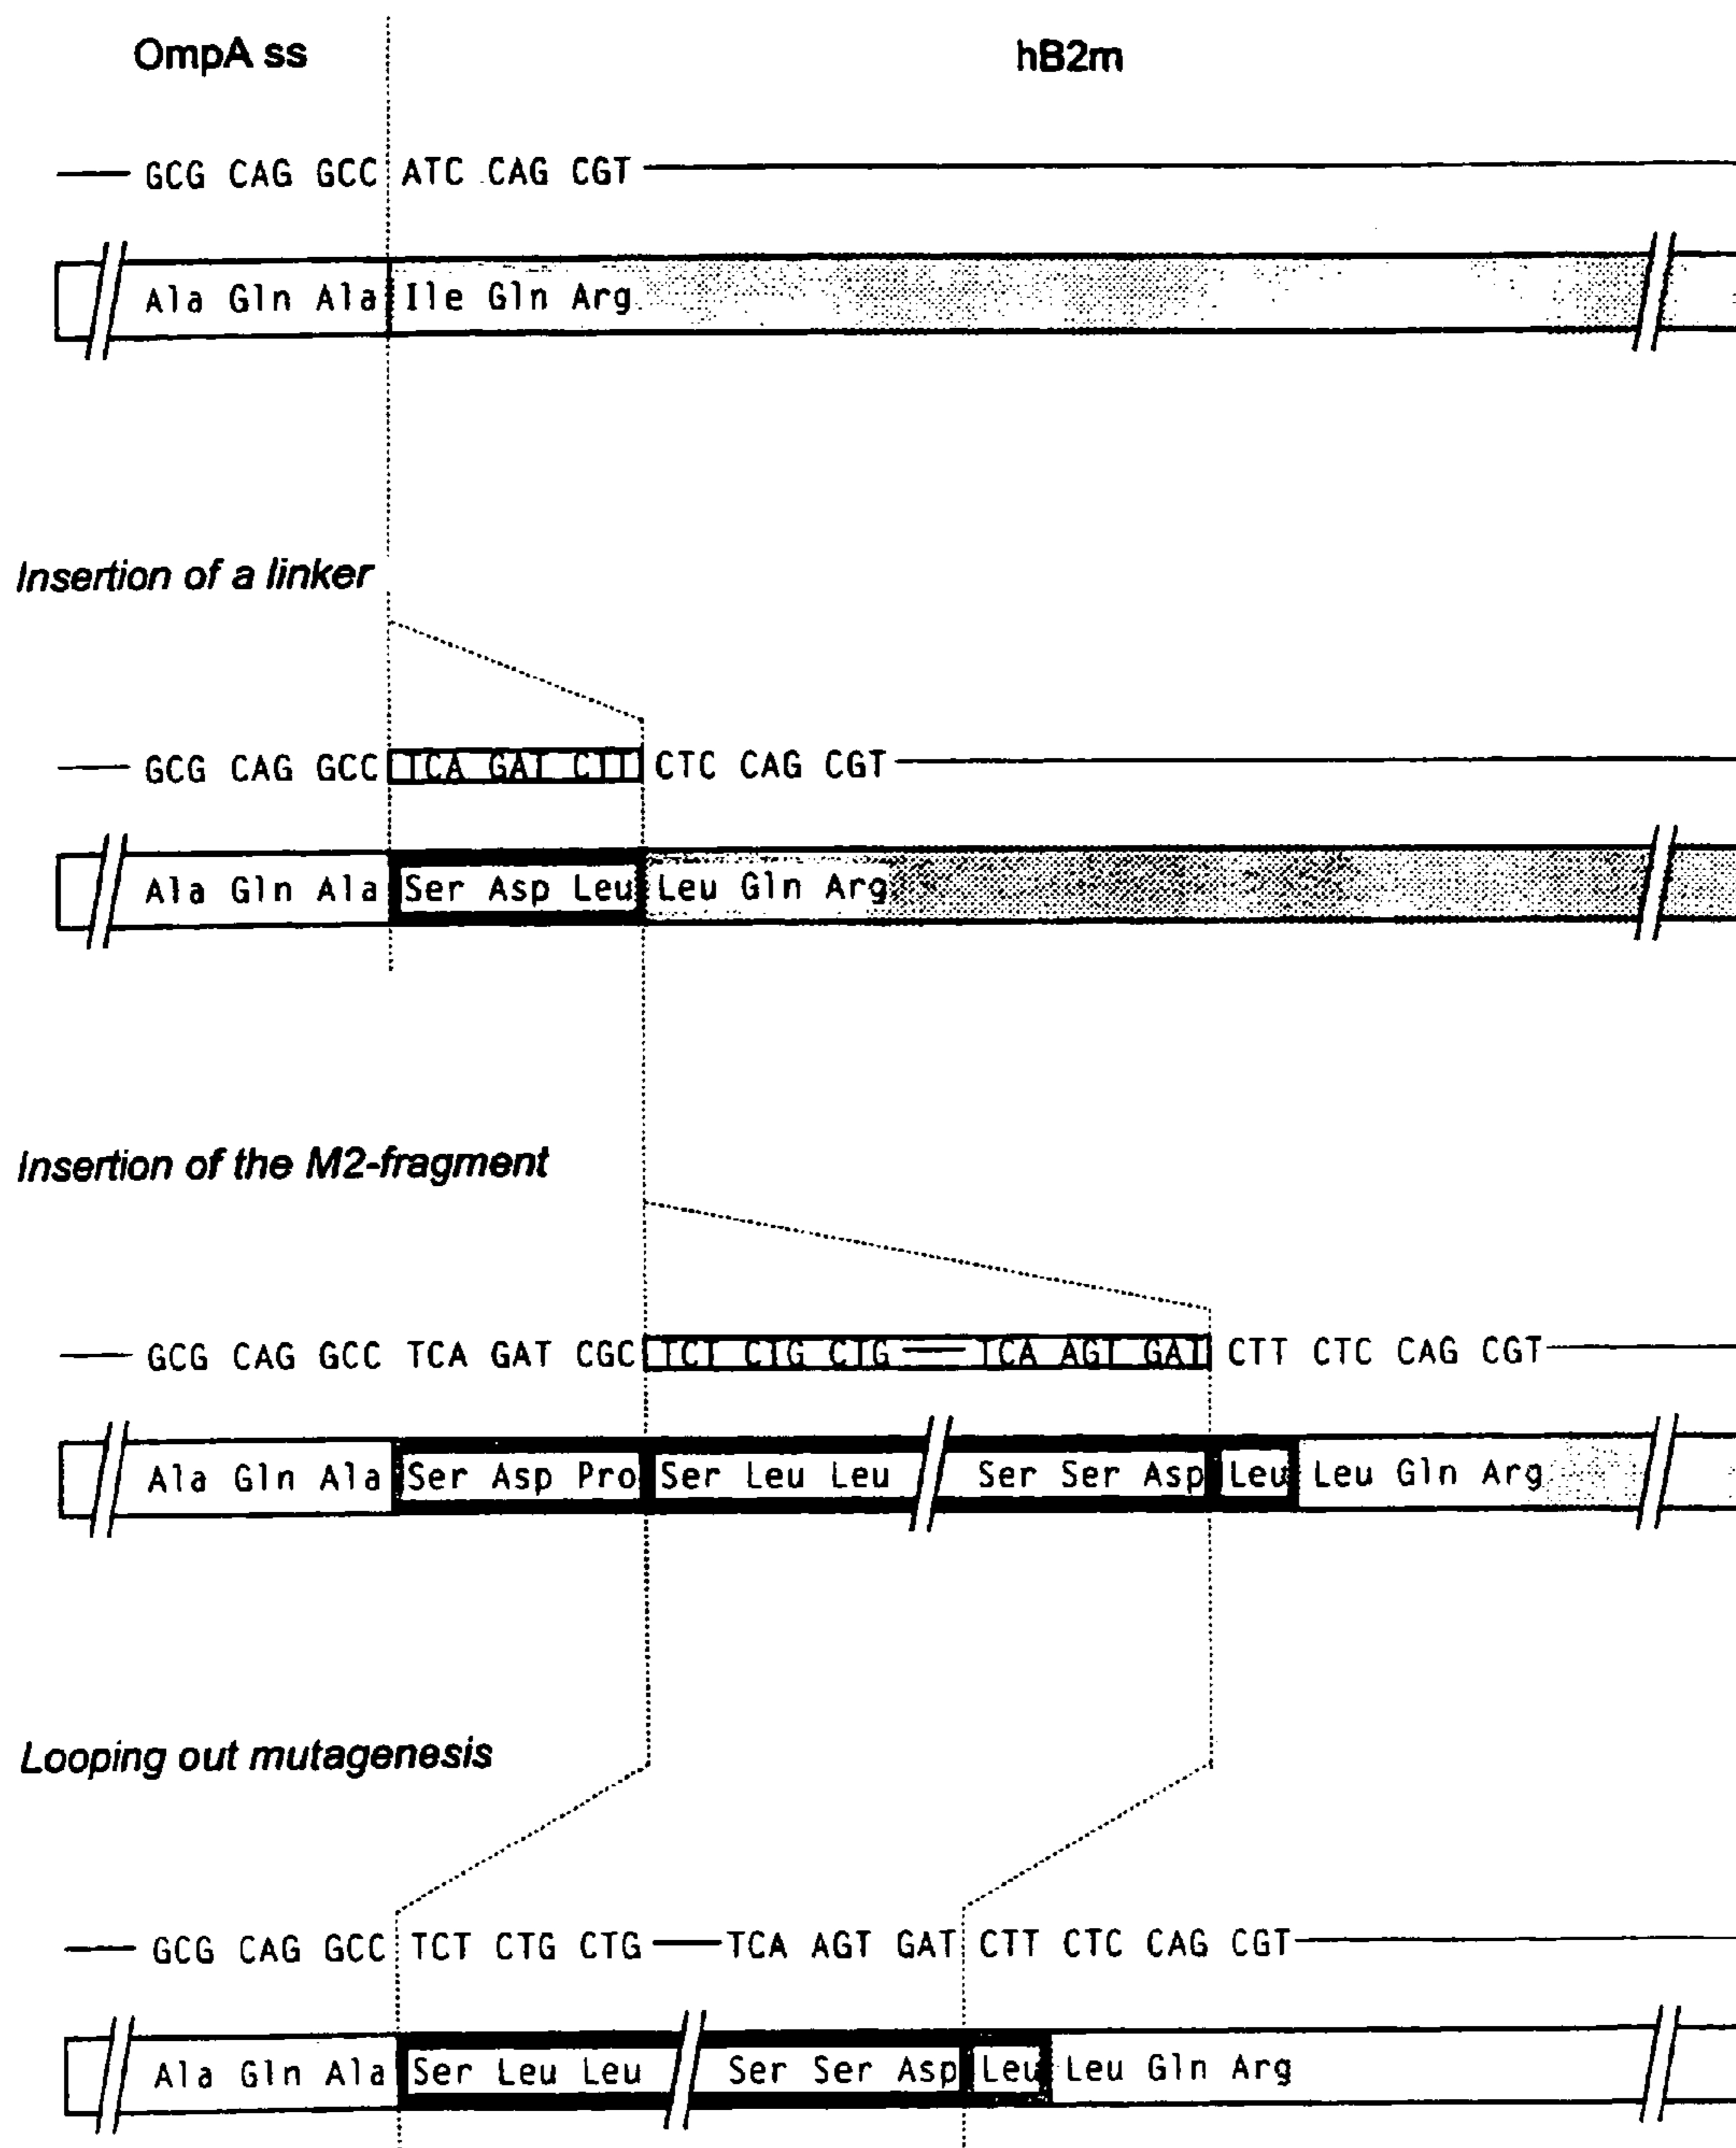 OmpA ss hB2m
GCG CAG GCC ATC CAG CGT
Ala Gln Ala Ile Gln Arg
Insertion of a linker
GCG CAG GCC TCA GAT CTT CTC CAG CGT
Ala Gln Ala Ser Asp Leu Leu Gln Arg
Insertion of the M2-fragment
GCG CAG GCC TCA GAT CGC TCT CTG CTG TCA AGT GAT CTT CTC CAG CGT
Ala Gln Ala Ser Asp Pro Ser Leu Leu Ser Ser Asp Leu Leu Gln Arg
Looping out mutagenesis
GCG CAG GCC TCT CTG CTG TCA AGT GAT CTT CTC CAG CGT
Ala Gln Ala Ser Leu Leu Ser Ser Asp Leu Leu Gln Arg